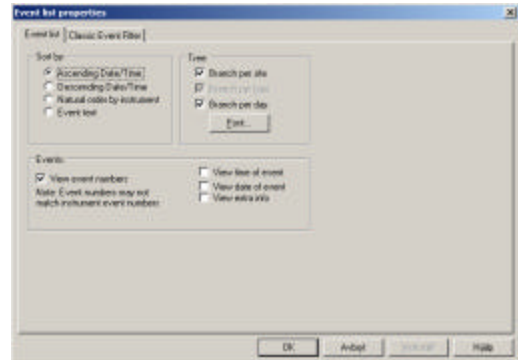 Event list properties
Event list
Classic Event Filter
Sort by
Ascending Date/Time
Descending Date/Time
Natural order by instrument
Event text
Tree
Branch per site
Branch per day
Font...
Events
View event numbers
Note: Event numbers may not
match instrument event numbers
View time of event
View date of event
View extra info
OK
Avbryt
Hjälp